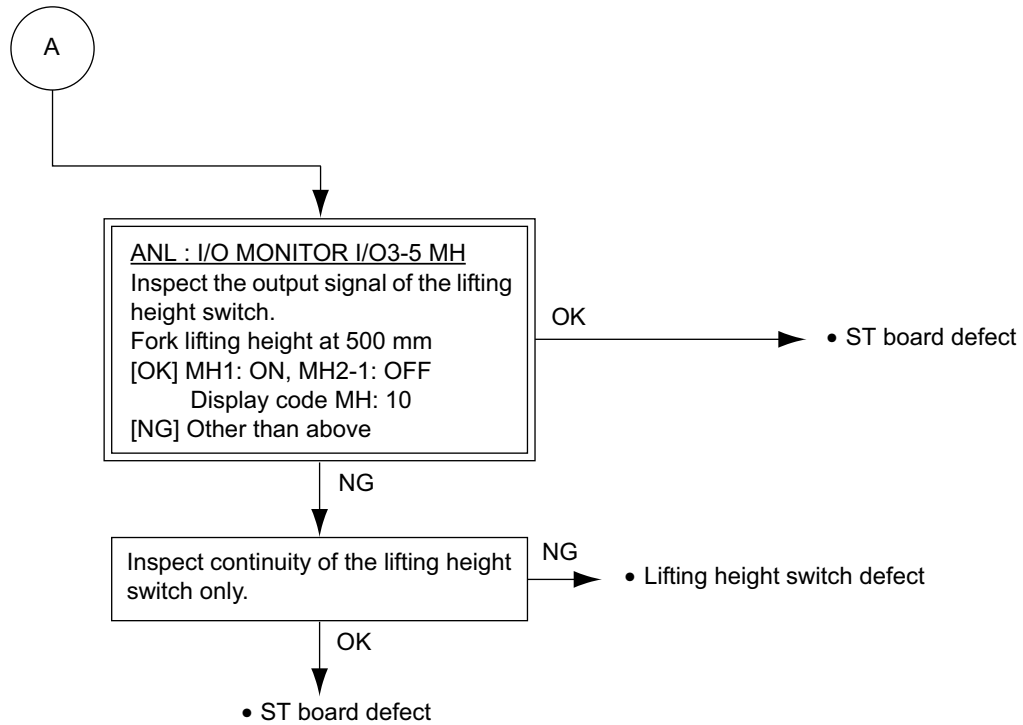 A
ANL : I/O MONITOR I/O3-5 MH
Inspect the output signal of the lifting
height switch.
Fork lifting height at 500 mm
[OK] MH1: ON, MH2-1: OFF
Display code MH: 10
[NG] Other than above
OK
• ST board defect
NG
Inspect continuity of the lifting height
switch only.
NG
• Lifting height switch defect
OK
• ST board defect